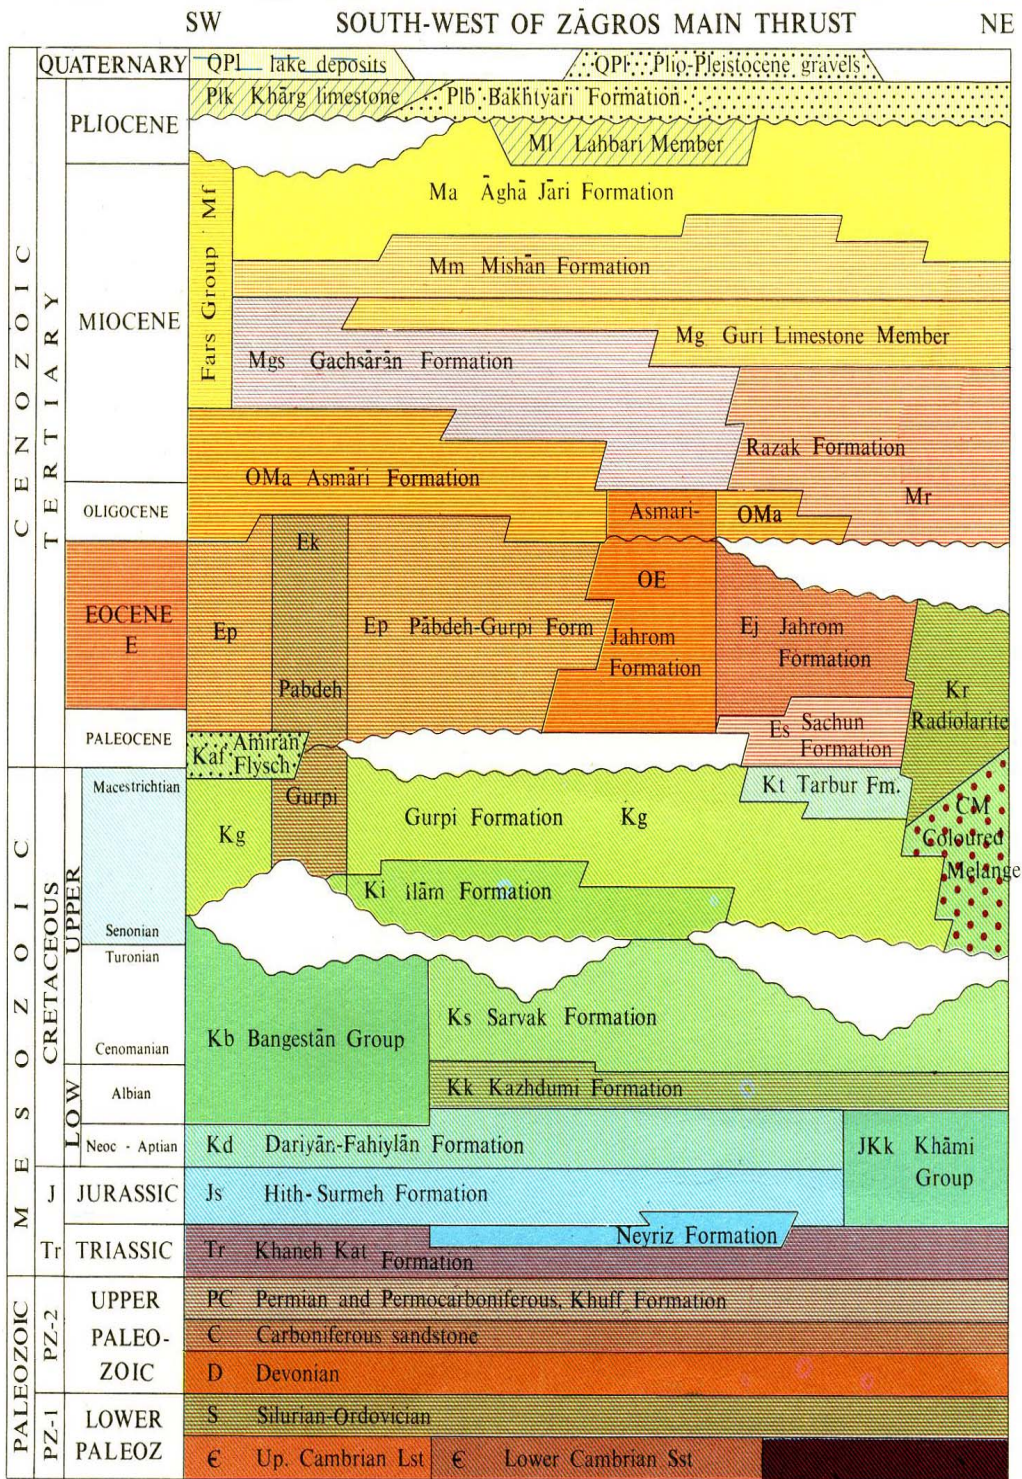 SW SOUTH-WEST OF ZĀGROS MAIN THRUST NE
QUATERNARY
QPl lake deposits
QPl Plio-Pleistocene gravels
Plk Khārg limestone
Plb Bakhtyāri Formation
PLIOCENE
Ml Lahbari Member
Ma Āghā Jāri Formation
Fars Group Mf
Mm Mishān Formation
MIOCENE
Mg Guri Limestone Member
Mgs Gachsārān Formation
Razak Formation
Mr
OMa Asmāri Formation
OLIGOCENE
Asmari-
OMa
Ek
OE
EOCENE
E
Ep
Ep Pābdeh-Gurpi Form
Jahrom
Formation
Ej Jahrom
Formation
Pabdeh
Kr
Radiolarite
PALEOCENE
Kaf Amiran
Flysch
Es Sachun
Formation
CENOZOIC
TERTIARY
Macestrichtian
Gurpi
Kt Tarbur Fm.
Kg
Gurpi Formation Kg
CM
Coloured
Melange
Ki Ilām Formation
Senonian
Turonian
Ks Sarvak Formation
Kb Bangestān Group
Cenomanian
Kk Kazhdumi Formation
Albian
Neoc - Aptian
Kd Dariyān-Fahiylān Formation
JKk Khāmi
Group
UPPER
LOW
CRETACEOUS
MESOZOIC
J JURASSIC
Js Hith-Surmeh Formation
Neyriz Formation
Tr TRIASSIC
Tr Khaneh Kat
Formation
UPPER
PALEO-
ZOIC
PC Permian and Permocarboniferous, Khuff Formation
C Carboniferous sandstone
D Devonian
PZ-2
PALEOZOIC
PZ-1
LOWER
PALEOZ
S Silurian-Ordovician
Є Up. Cambrian Lst
Є Lower Cambrian Sst